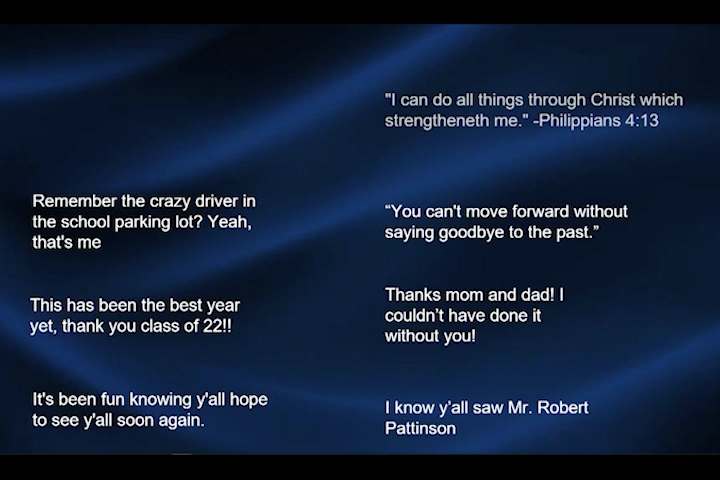 "I can do all things through Christ which
strengtheneth me." -Philippians 4:13
Remember the crazy driver in
the school parking lot? Yeah,
that's me
“You can't move forward without
saying goodbye to the past.”
This has been the best year
yet, thank you class of 22!!
Thanks mom and dad! I
couldn’t have done it
without you!
It's been fun knowing y'all hope
to see y'all soon again.
I know y’all saw Mr. Robert
Pattinson